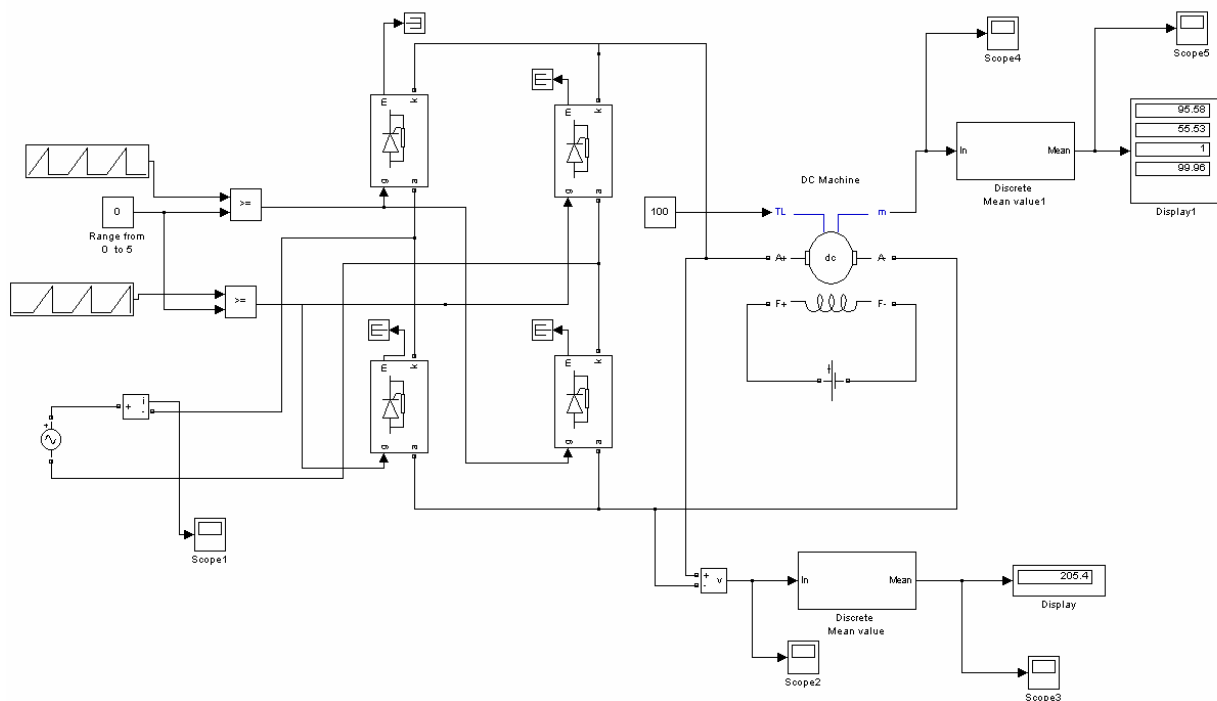 Scope4
Scope5
m
k
m
k
g
a
g
a
95.58
55.53
1
99.96
In
Mean
Discrete
Mean value1
Display1
DC Machine
>=
0
Range from
0 to 5
100
TL
m
A+
dc
A-
F+
F-
>=
m
k
m
k
g
a
g
a
+
i
-
+
Scope1
+
-
v
In
Mean
Discrete
Mean value
205.4
Display
Scope2
Scope3